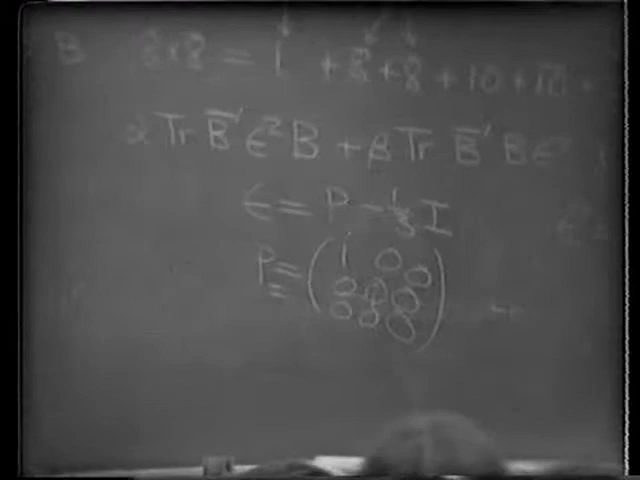 B 8 × 8 = 1 + 8 + 8 + 10 + 10
α Tr B̅' ϵ² B + β Tr B̅' B ϵ²
ϵ = P - 1/3 I
P = ( 1 0 0
0 0 0
0 0 0 )